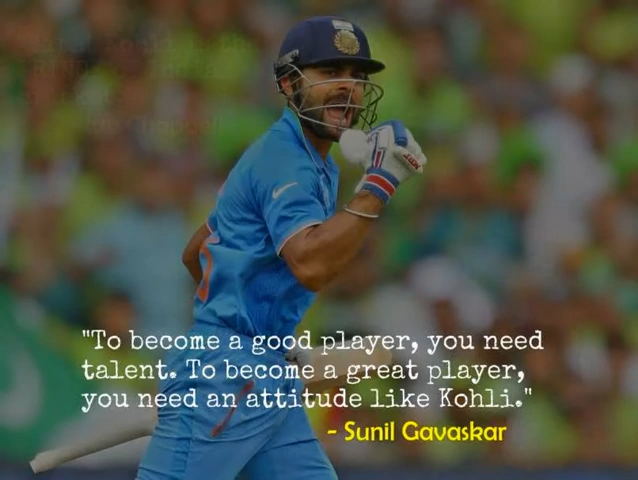 "To become a good player, you need
talent. To become a great player,
you need an attitude like Kohli."
- Sunil Gavaskar